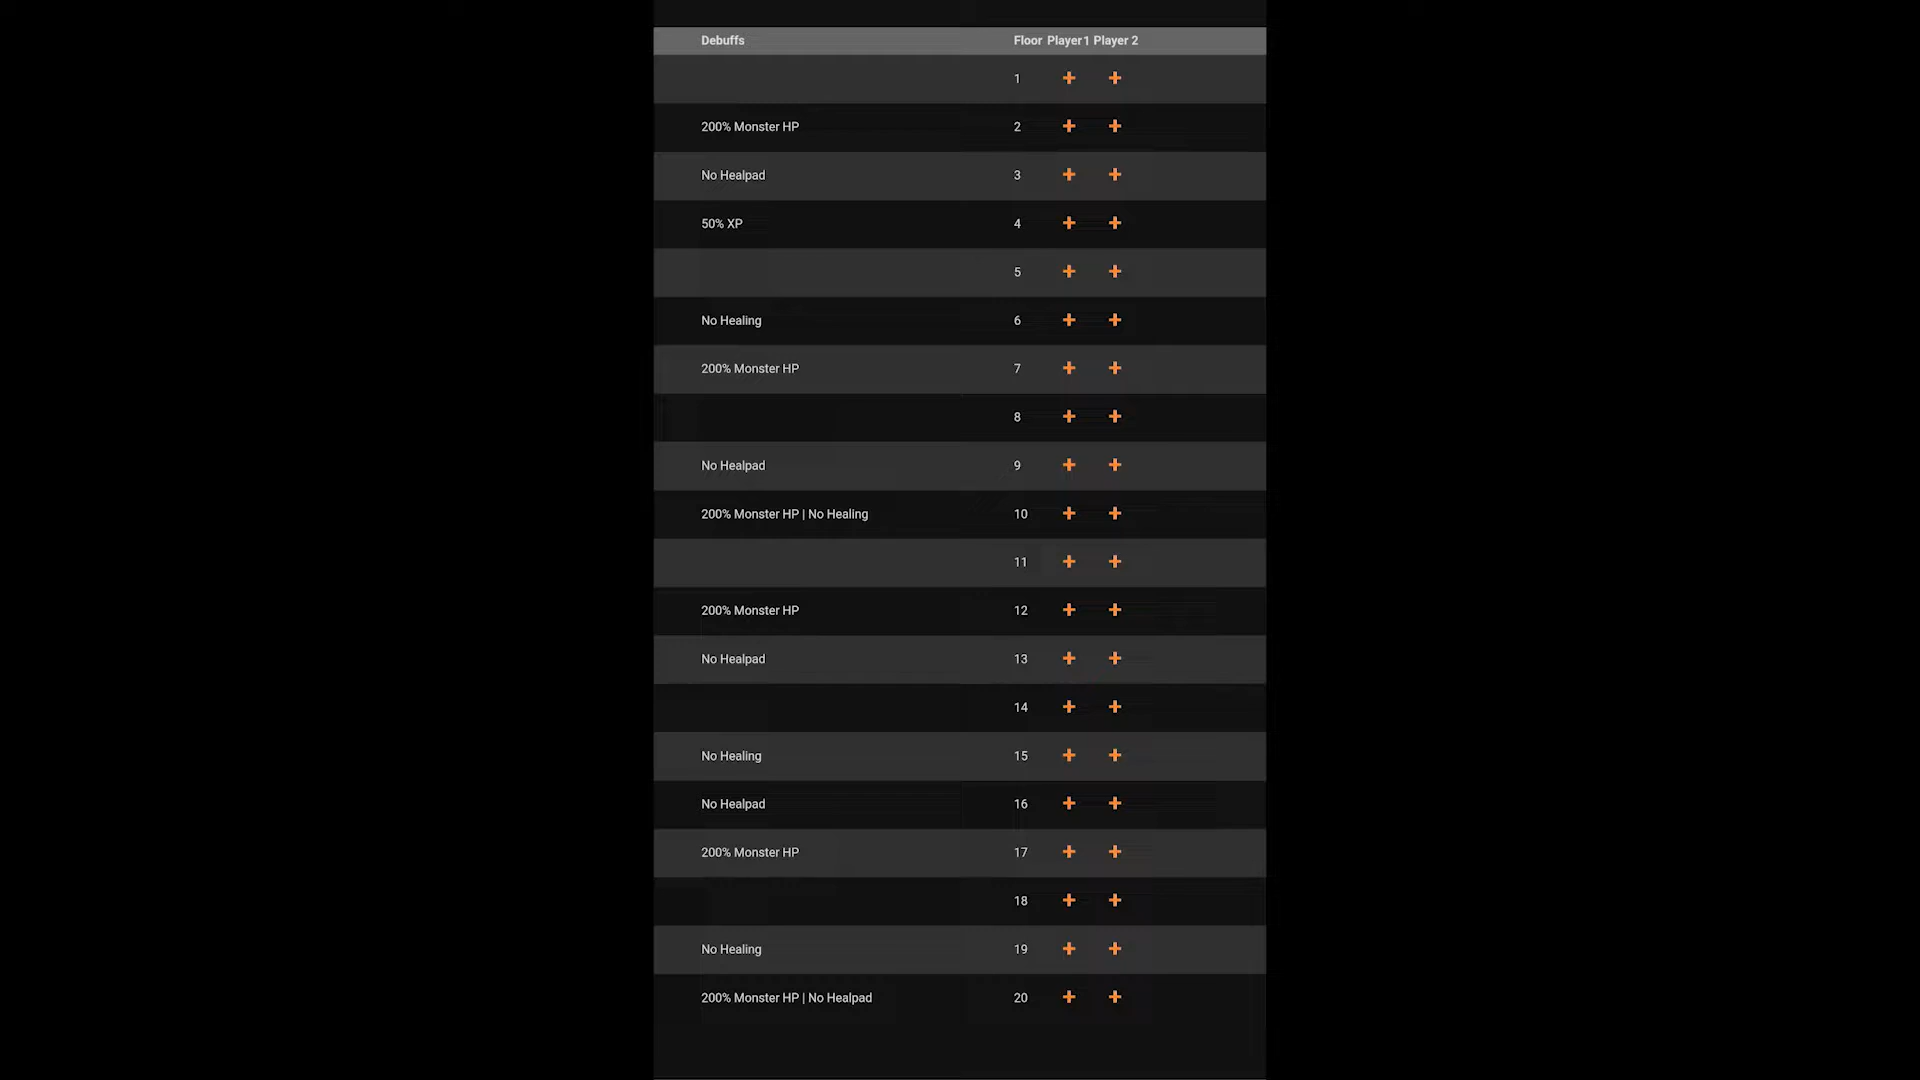 Debuffs Floor Player1 Player 2
1
200% Monster HP 2
No Healpad 3
50% XP 4
5
No Healing 6
200% Monster HP 7
8
No Healpad 9
200% Monster HP | No Healing 10
11
200% Monster HP 12
No Healpad 13
14
No Healing 15
No Healpad 16
200% Monster HP 17
18
No Healing 19
200% Monster HP | No Healpad 20